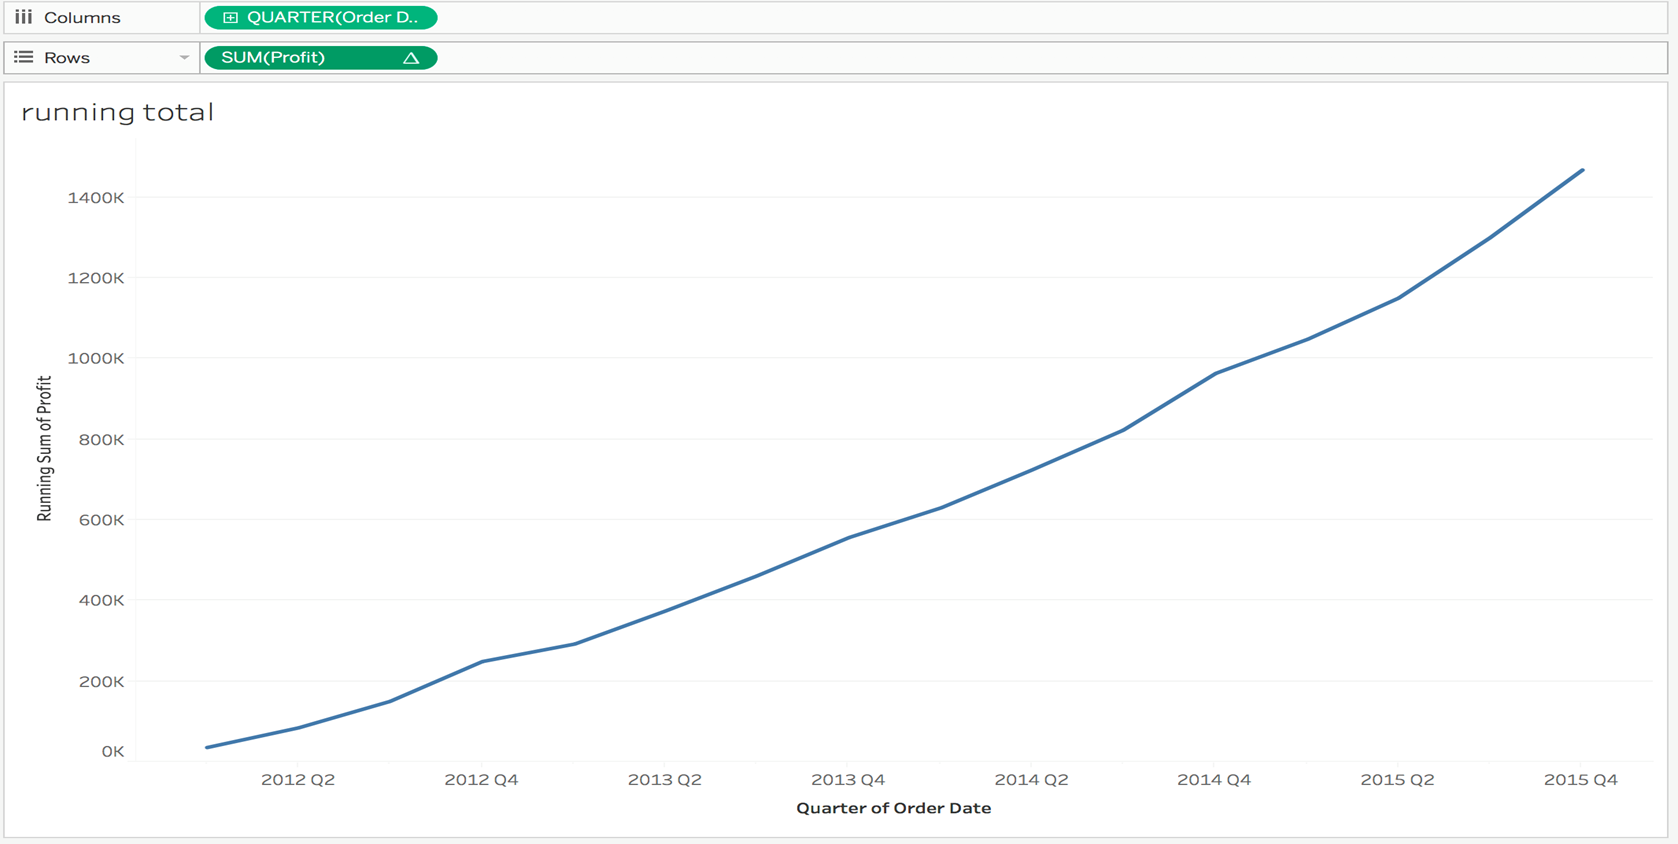 Columns
QUARTER(Order D..
Rows
SUM(Profit)
running total
1400K
1200K
1000K
800K
600K
400K
200K
0K
Running Sum of Profit
2012 Q2 2012 Q4 2013 Q2 2013 Q4 2014 Q2 2014 Q4 2015 Q2 2015 Q4
Quarter of Order Date